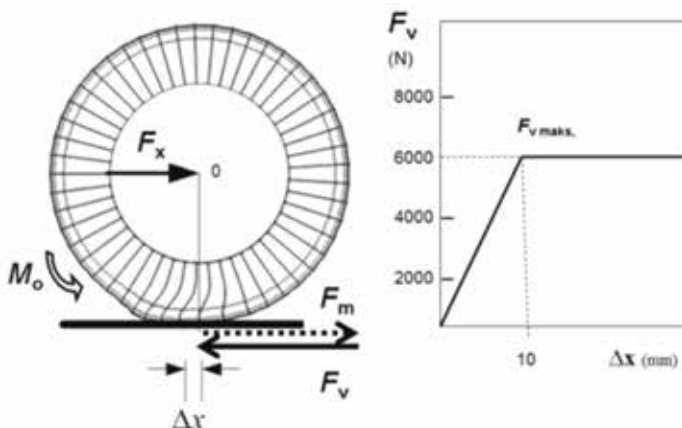 Fx
0
Mo
Fm
Fv
Δx
Fv
(N)
8000
Fv maks.
6000
4000
2000
10
Δx (mm)